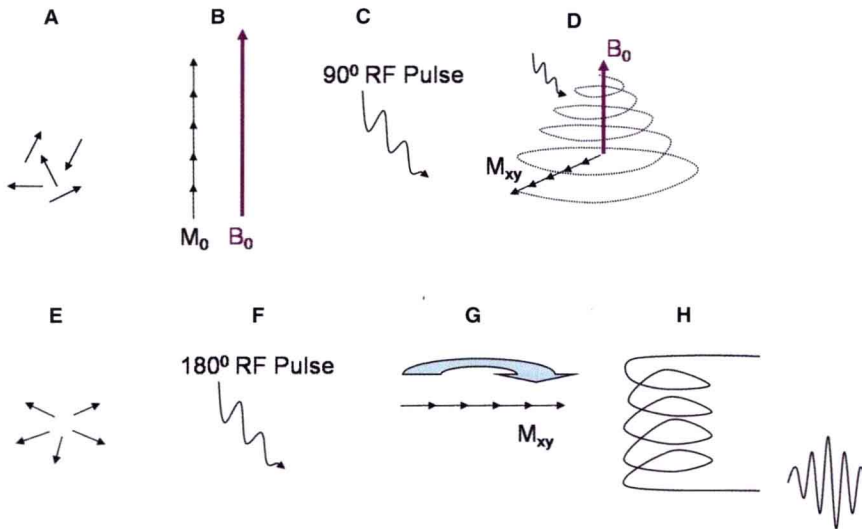 A
B
C
D
M₀
B₀
90⁰ RF Pulse
B₀
Mxy
E
F
G
H
180⁰ RF Pulse
Mxy